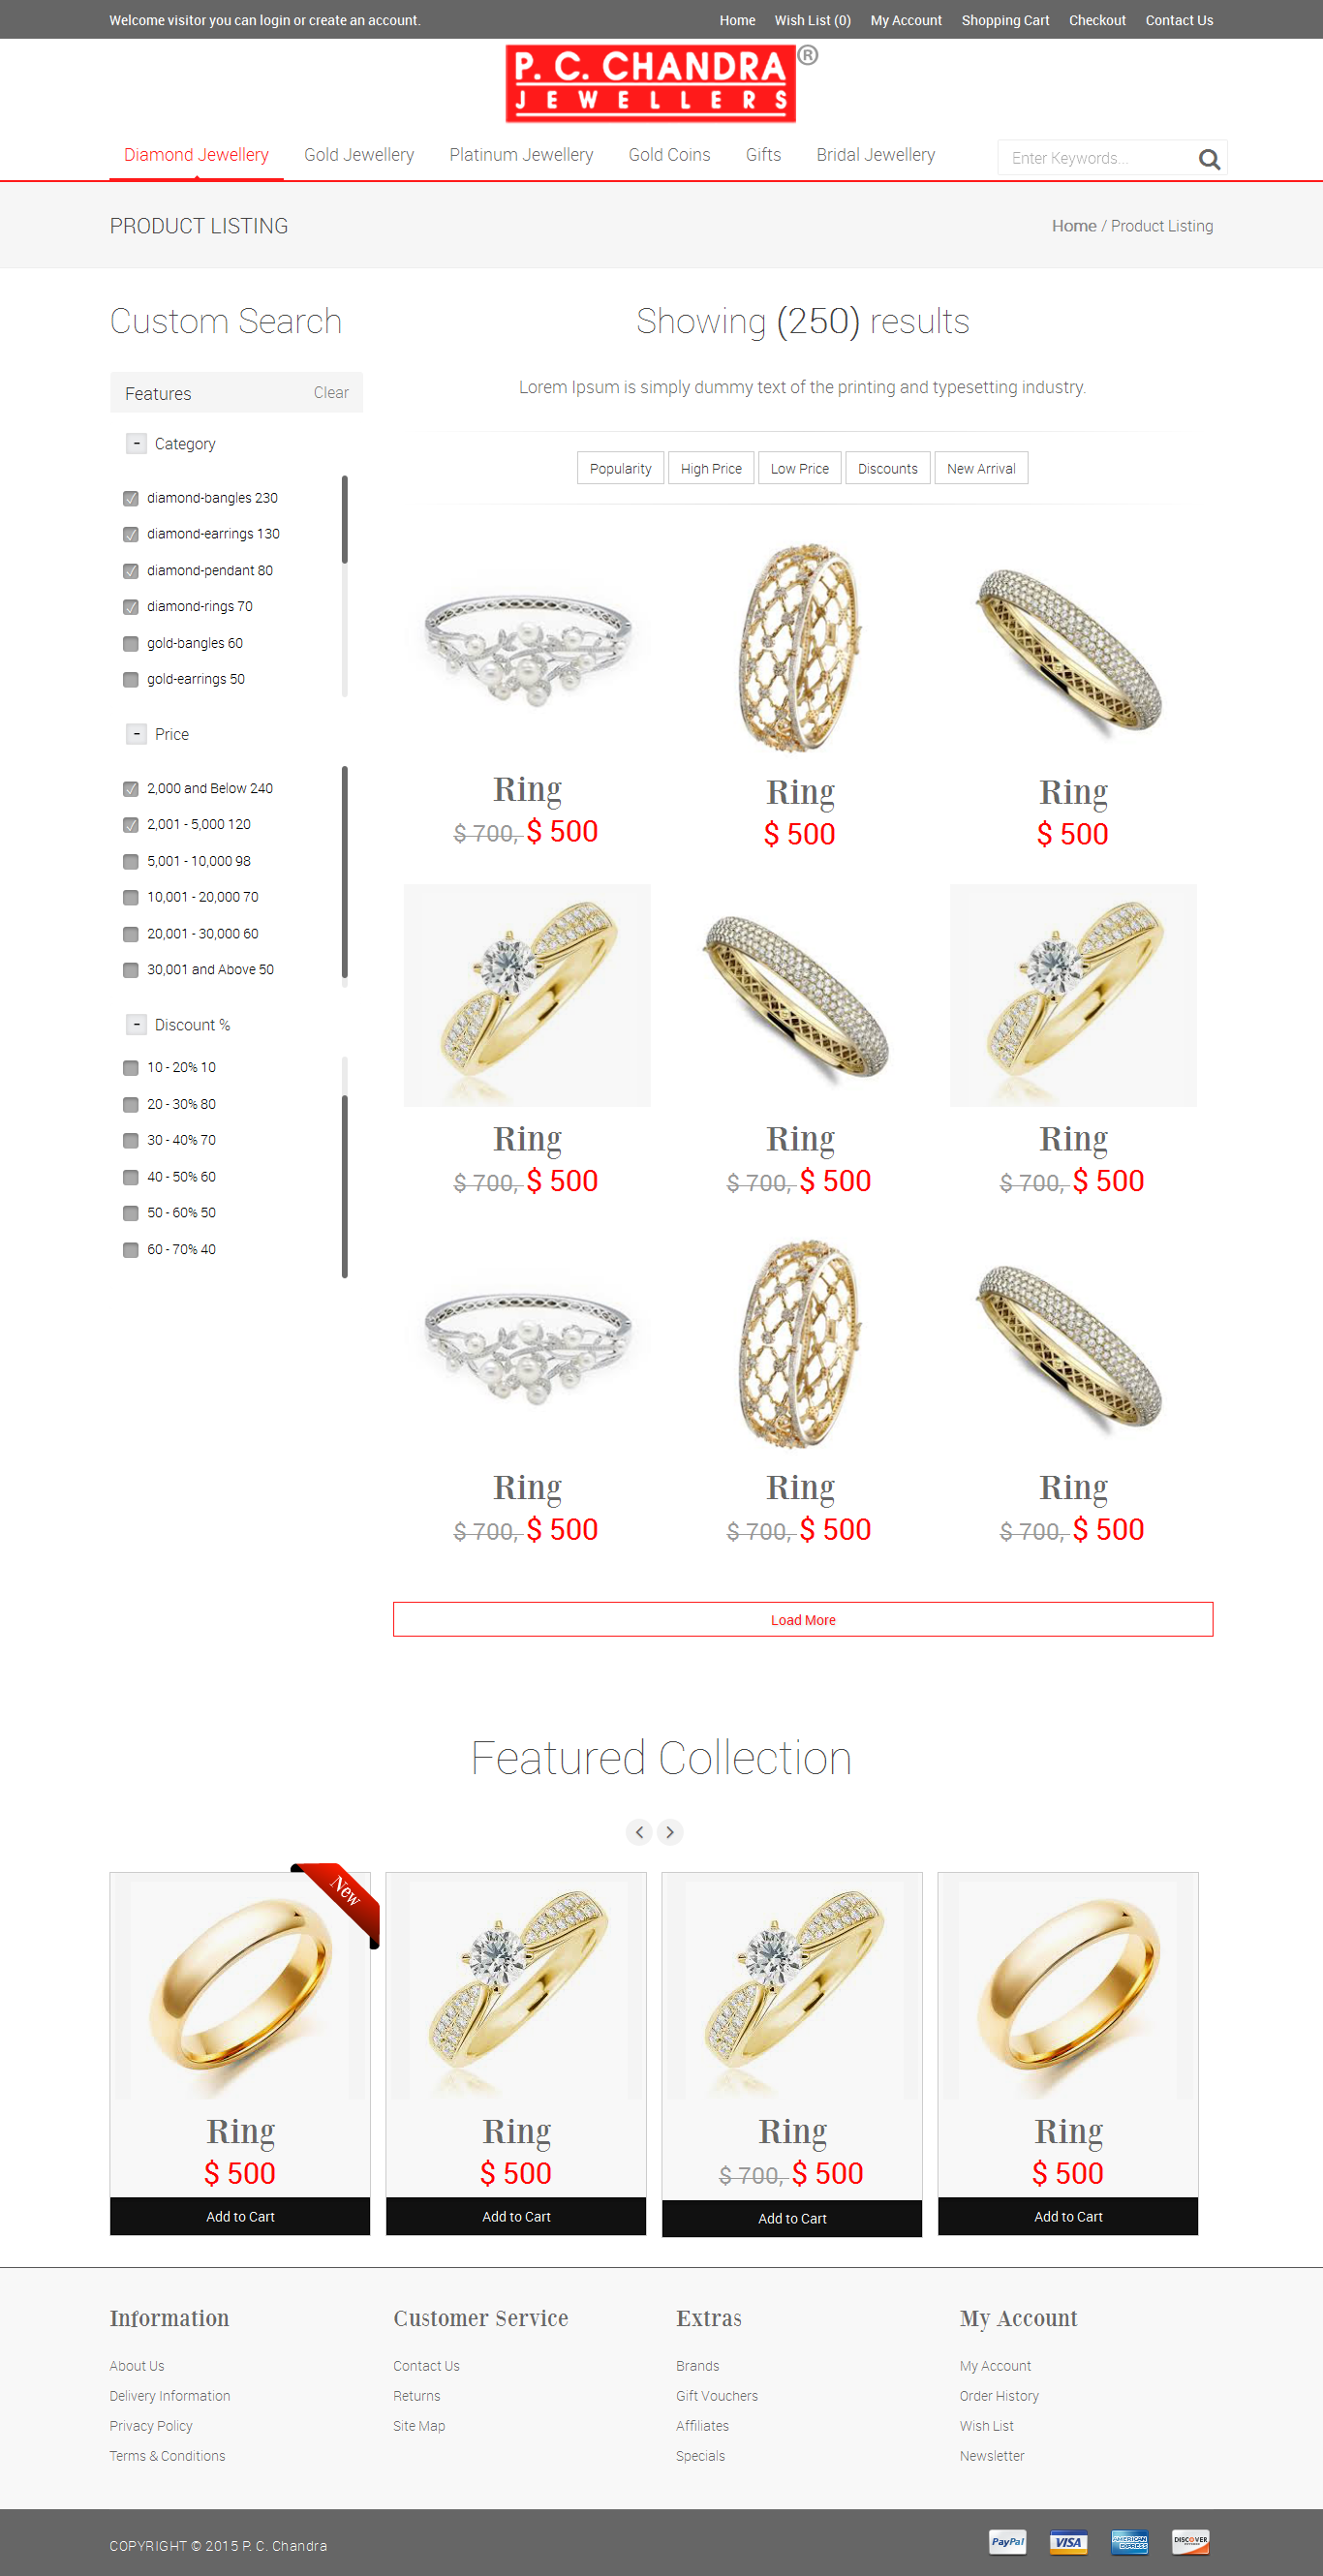 Welcome visitor you can login or create an account.
Home Wish List (0) My Account Shopping Cart Checkout Contact Us
P. C. CHANDRA ®
JEWELLERS
Diamond Jewellery Gold Jewellery Platinum Jewellery Gold Coins Gifts Bridal Jewellery
Enter Keywords...
PRODUCT LISTING
Home / Product Listing
Custom Search
Features Clear
- Category
diamond-bangles 230
diamond-earrings 130
diamond-pendant 80
diamond-rings 70
gold-bangles 60
gold-earrings 50
- Price
2,000 and Below 240
2,001 - 5,000 120
5,001 - 10,000 98
10,001 - 20,000 70
20,001 - 30,000 60
30,001 and Above 50
- Discount %
10 - 20% 10
20 - 30% 80
30 - 40% 70
40 - 50% 60
50 - 60% 50
60 - 70% 40
Showing (250) results
Lorem Ipsum is simply dummy text of the printing and typesetting industry.
Popularity High Price Low Price Discounts New Arrival
Ring Ring Ring
$ 700, $ 500 $ 500 $ 500
Ring Ring Ring
$ 700, $ 500 $ 700, $ 500 $ 700, $ 500
Ring Ring Ring
$ 700, $ 500 $ 700, $ 500 $ 700, $ 500
Load More
Featured Collection
New
Ring Ring Ring Ring
$ 500 $ 500 $ 700, $ 500 $ 500
Add to Cart Add to Cart Add to Cart Add to Cart
Information
About Us
Delivery Information
Privacy Policy
Terms & Conditions
Customer Service
Contact Us
Returns
Site Map
Extras
Brands
Gift Vouchers
Affiliates
Specials
My Account
My Account
Order History
Wish List
Newsletter
COPYRIGHT © 2015 P. C. Chandra
PayPal VISA AMERICAN EXPRESS DISCOVER